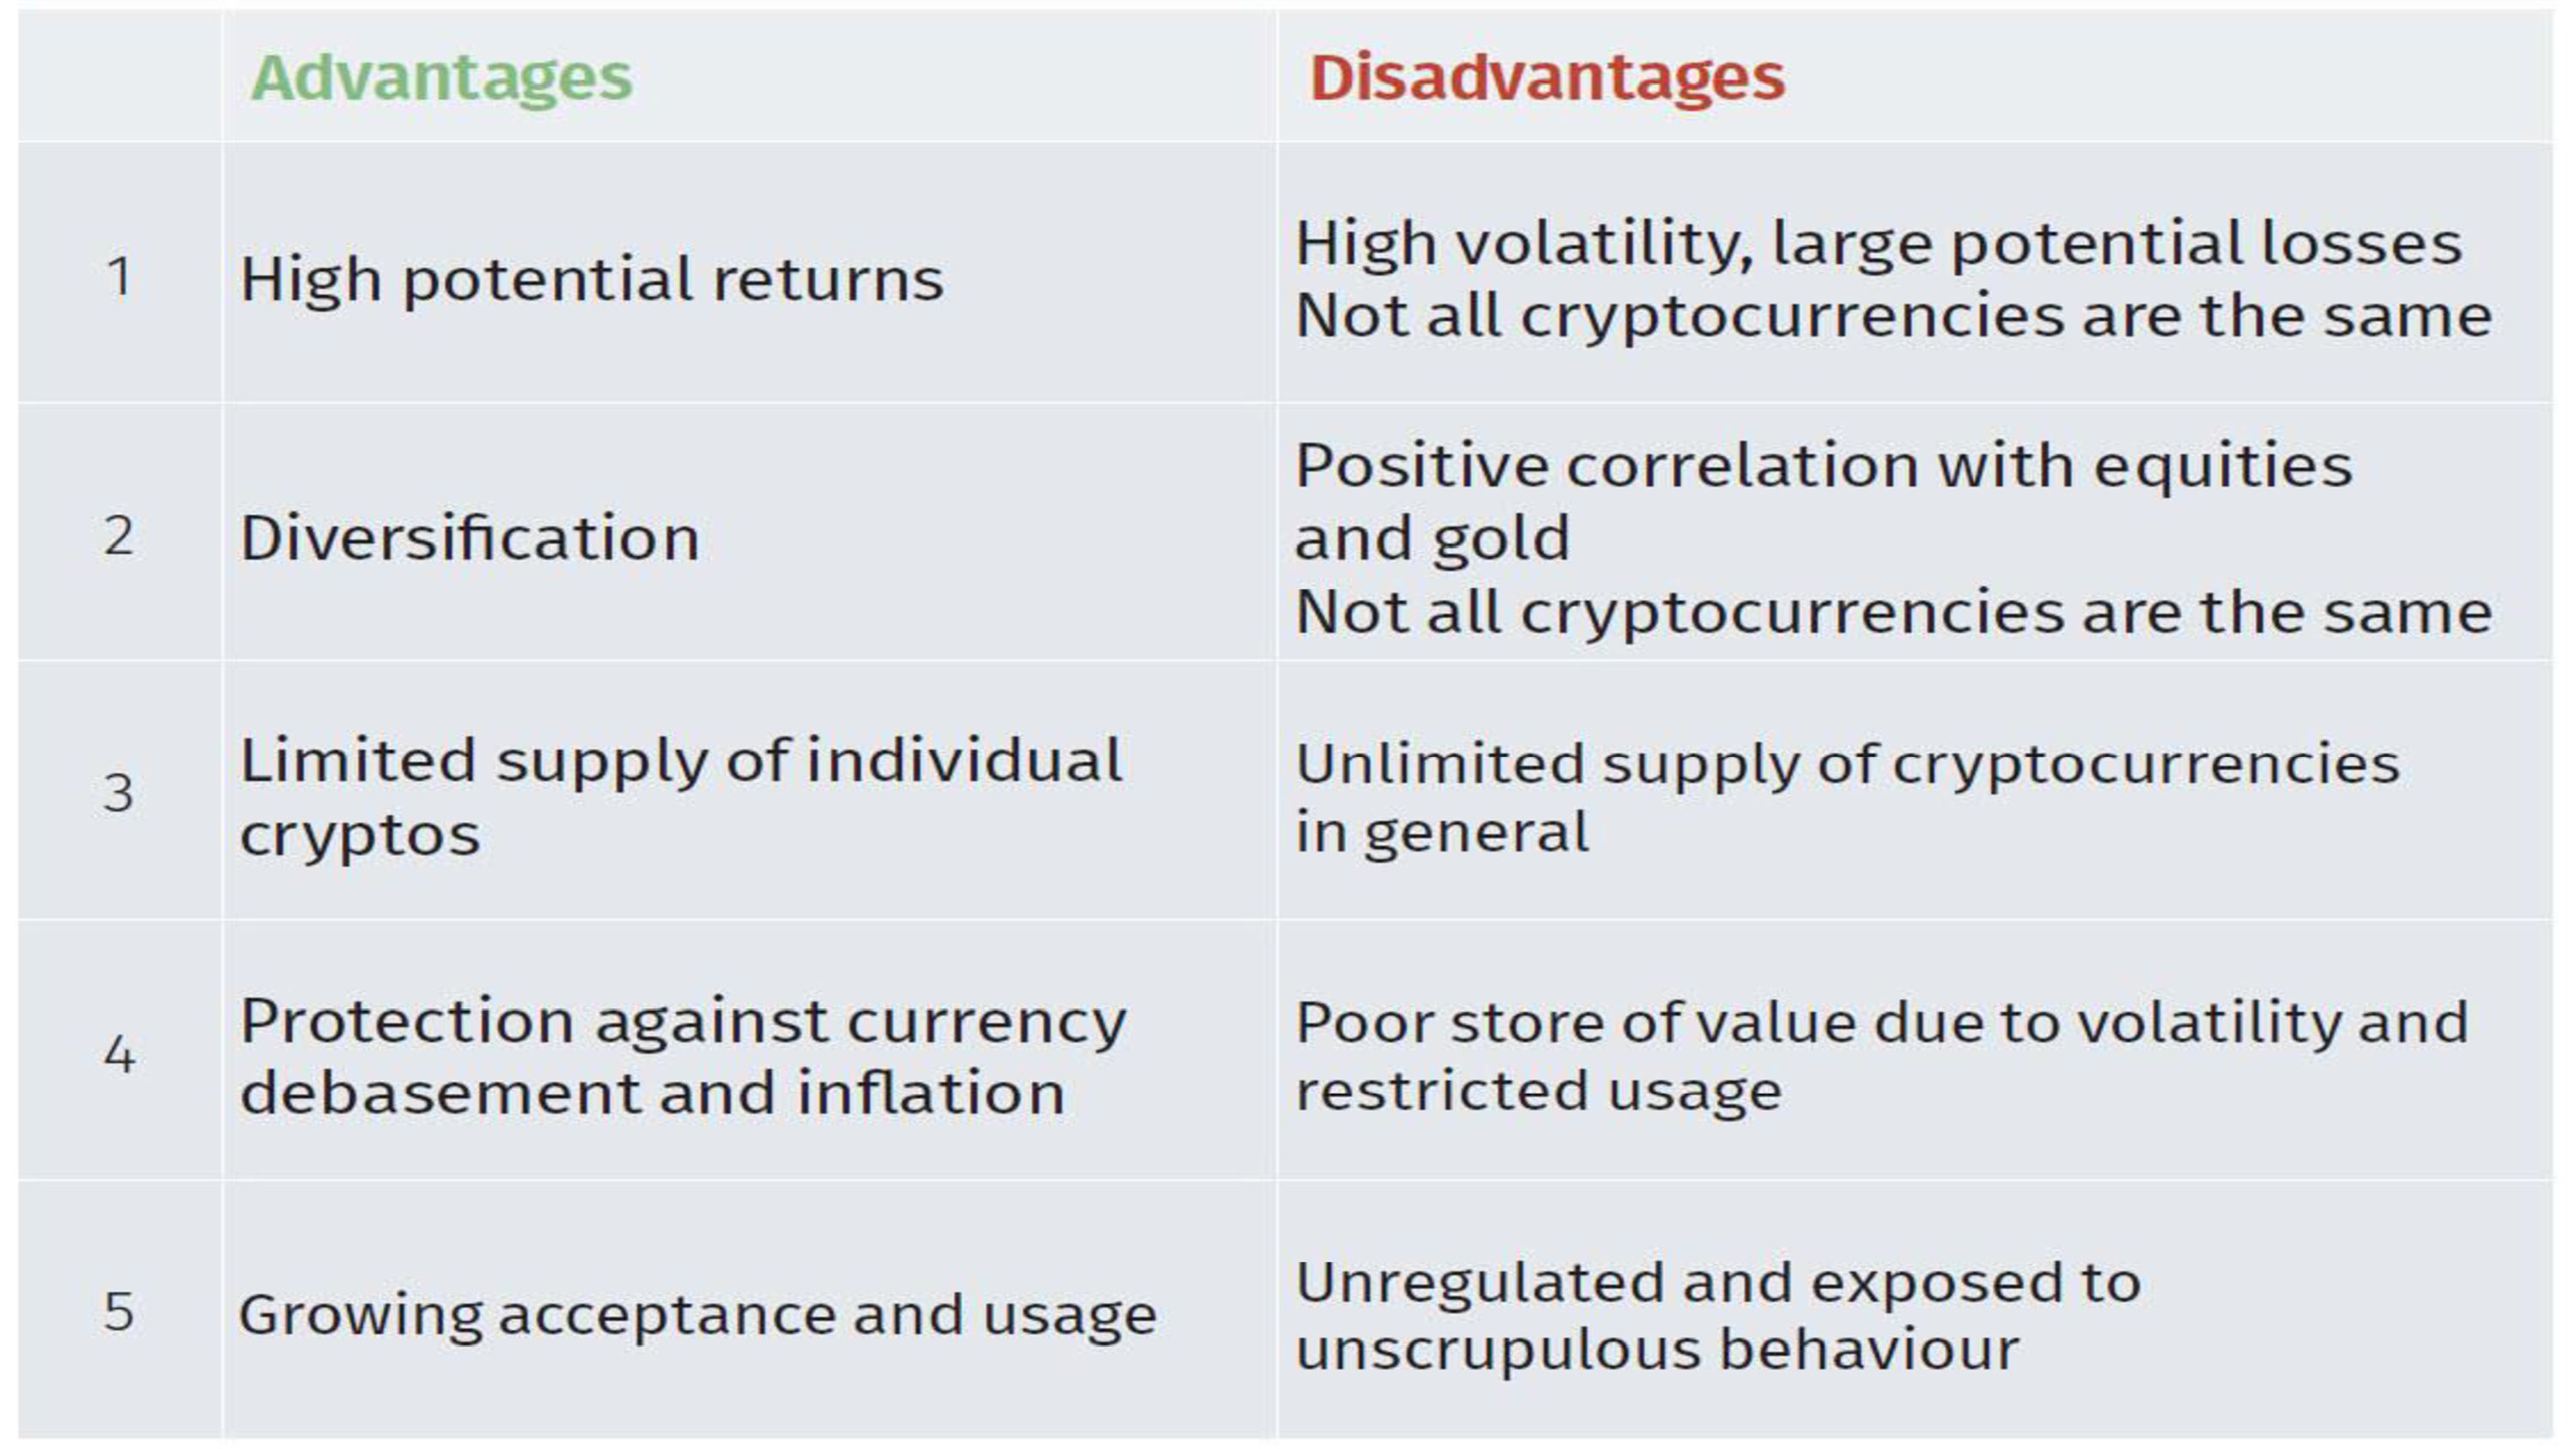 Advantages
Disadvantages
1
High potential returns
High volatility, large potential losses
Not all cryptocurrencies are the same
2
Diversification
Positive correlation with equities
and gold
Not all cryptocurrencies are the same
3
Limited supply of individual
cryptos
Unlimited supply of cryptocurrencies
in general
4
Protection against currency
debasement and inflation
Poor store of value due to volatility and
restricted usage
5
Growing acceptance and usage
Unregulated and exposed to
unscrupulous behaviour